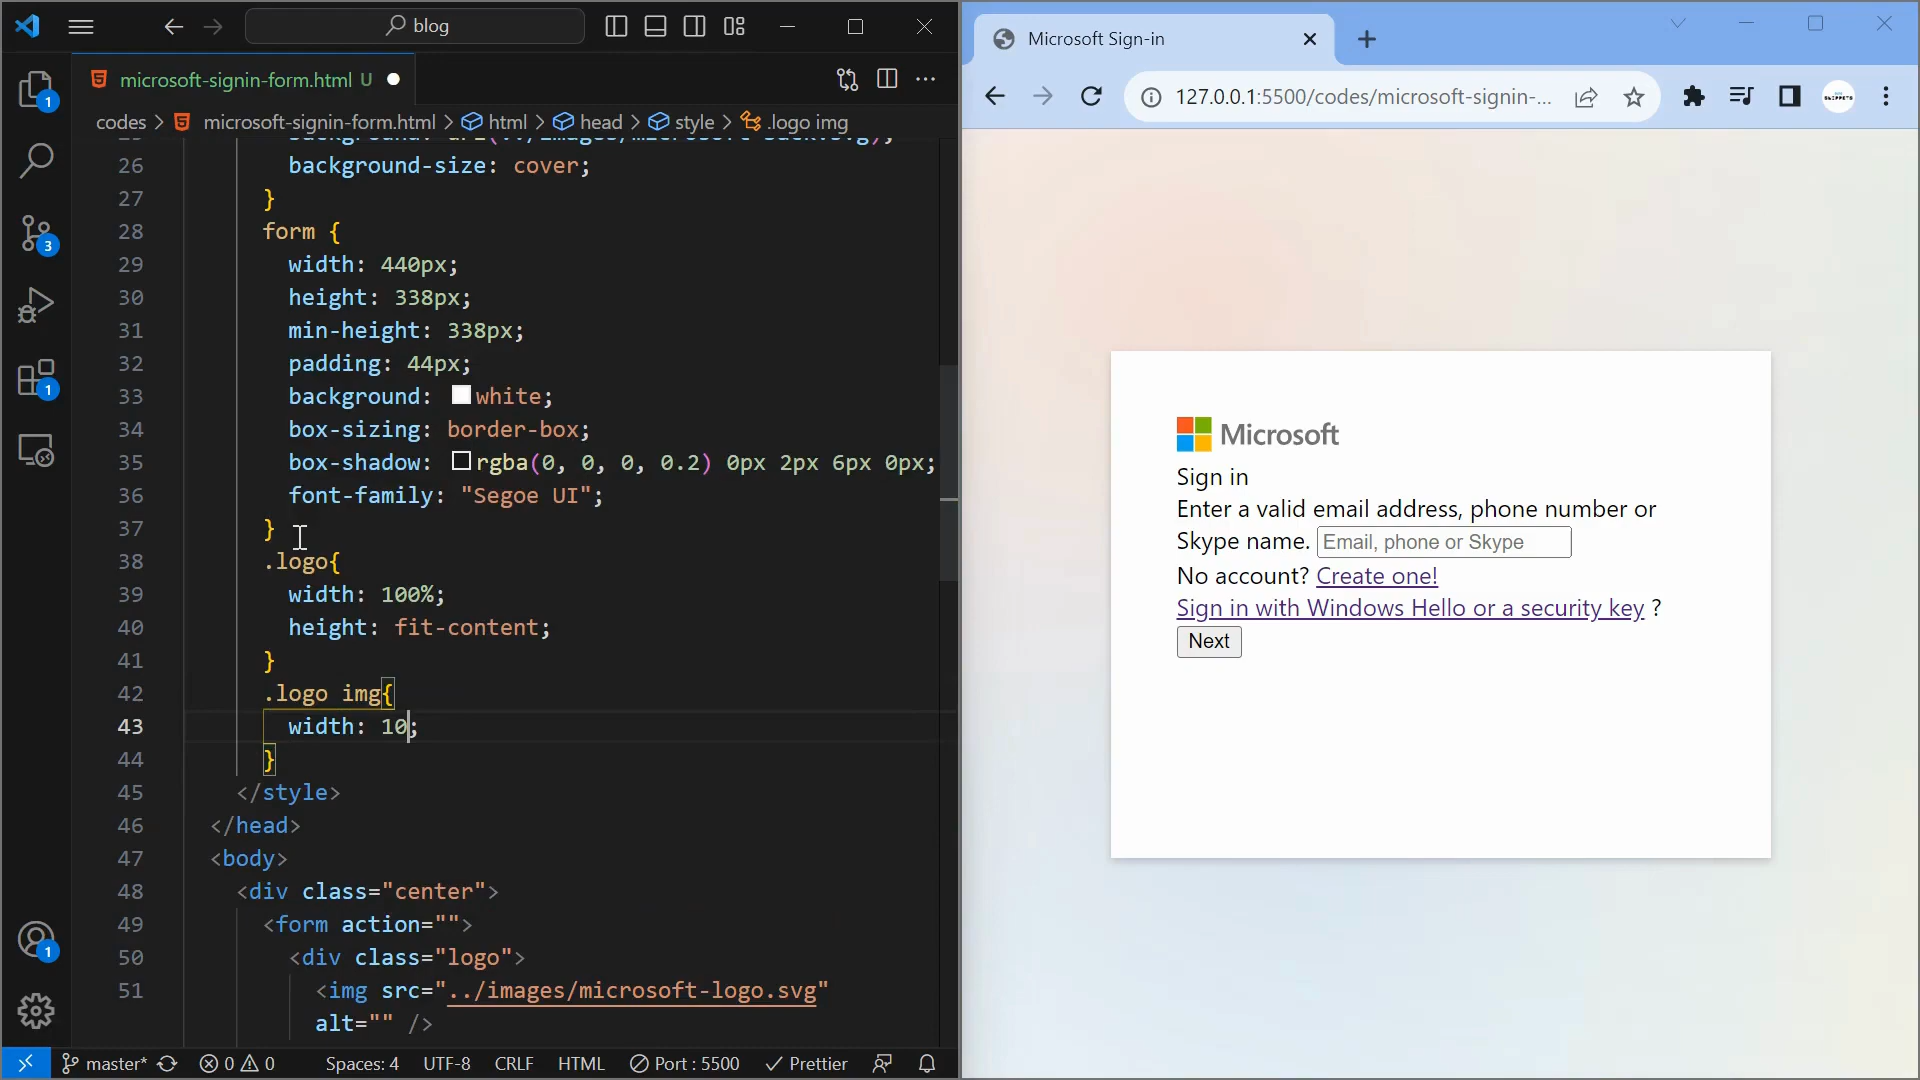 blog
microsoft-signin-form.html U
codes > microsoft-signin-form.html > html > head > style > .logo img
26 background-size: cover;
27 }
28 form {
29 width: 440px;
30 height: 338px;
31 min-height: 338px;
32 padding: 44px;
33 background: white;
34 box-sizing: border-box;
35 box-shadow: rgba(0, 0, 0, 0.2) 0px 2px 6px 0px;
36 font-family: "Segoe UI";
37 }
38 .logo{
39 width: 100%;
40 height: fit-content;
41 }
42 .logo img{
43 width: 10;
44 }
45 </style>
46 </head>
47 <body>
48 <div class="center">
49 <form action="">
50 <div class="logo">
51 <img src="../images/microsoft-logo.svg"
alt="" />
1
3
1
1
master* 0 0 Spaces: 4 UTF-8 CRLF HTML Port : 5500 Prettier
Microsoft Sign-in
127.0.0.1:5500/codes/microsoft-signin-...
Microsoft
Sign in
Enter a valid email address, phone number or
Skype name. Email, phone or Skype
No account? Create one!
Sign in with Windows Hello or a security key ?
Next